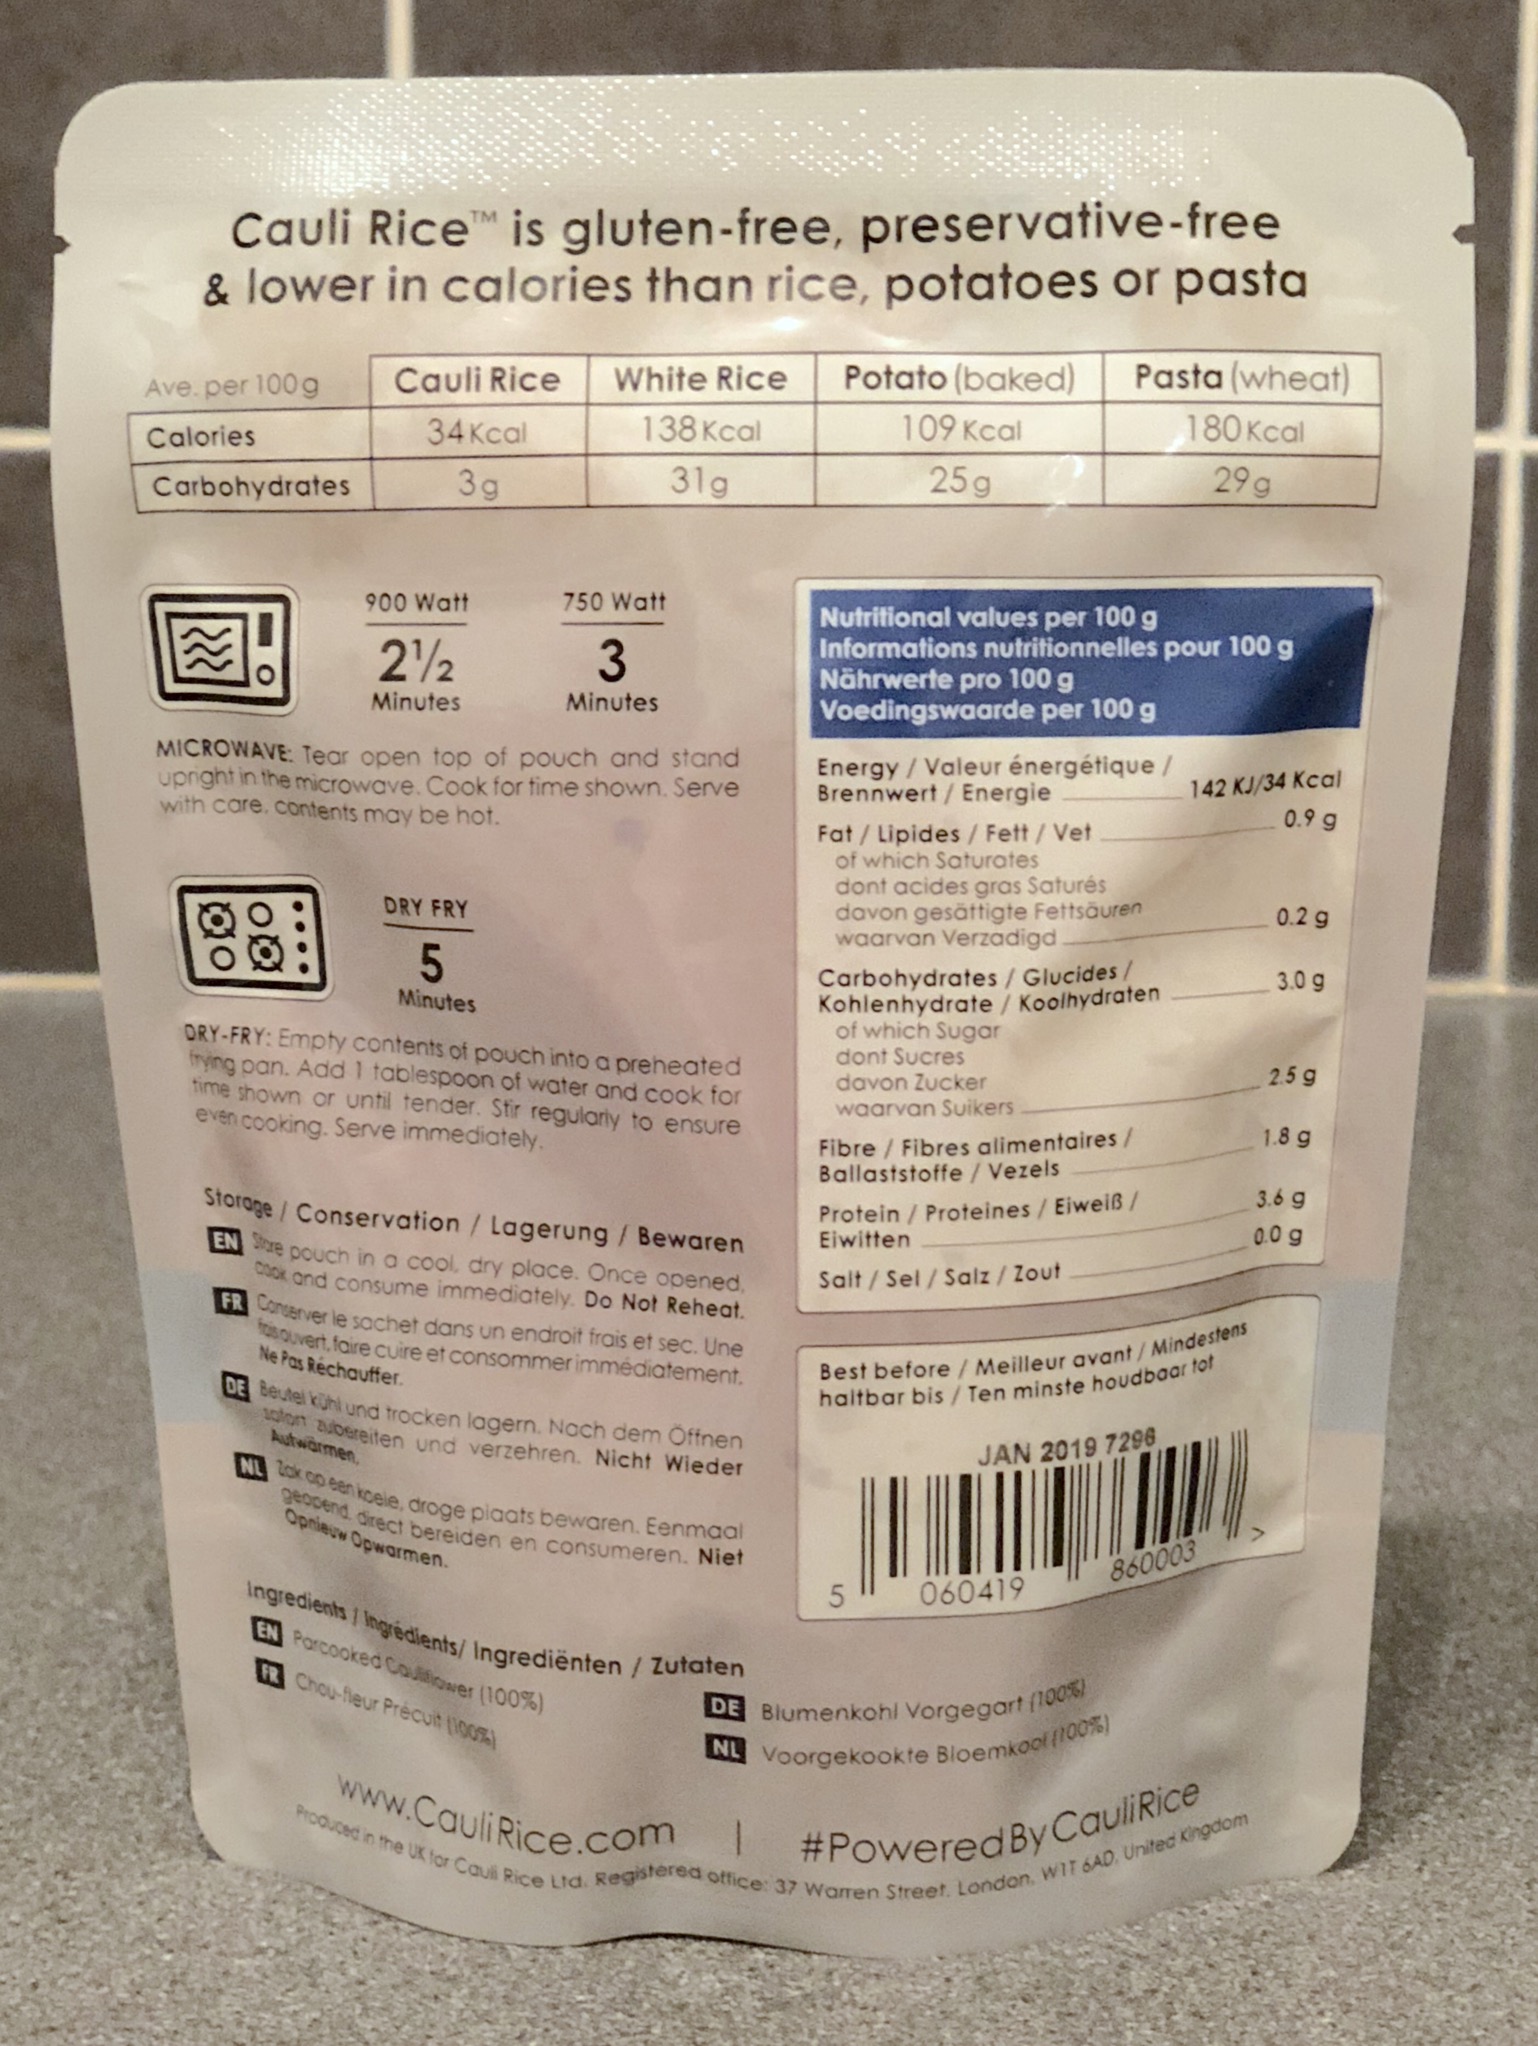 Cauli Rice™ is gluten-free, preservative-free
& lower in calories than rice, potatoes or pasta
Ave. per 100g Cauli Rice White Rice Potato (baked) Pasta (wheat)
Calories 34 Kcal 138 Kcal 109 Kcal 180 Kcal
Carbohydrates 3g 31g 25g 29g
900 Watt 750 Watt
2½ 3
Minutes Minutes
MICROWAVE: Tear open top of pouch and stand
upright in the microwave. Cook for time shown. Serve
with care, contents may be hot.
DRY FRY
5
Minutes
DRY-FRY: Empty contents of pouch into a preheated
frying pan. Add 1 tablespoon of water and cook for
time shown or until tender. Stir regularly to ensure
even cooking. Serve immediately.
Storage / Conservation / Lagerung / Bewaren
EN Store pouch in a cool, dry place. Once opened,
cook and consume immediately. Do Not Reheat.
FR Conserver le sachet dans un endroit frais et sec. Une
fois ouvert, faire cuire et consommer immédiatement.
Ne Pas Réchauffer.
DE Beutel kühl und trocken lagern. Nach dem Öffnen
sofort zubereiten und verzehren. Nicht Wieder
Aufwärmen.
NL Zak op een koele, droge plaats bewaren. Eenmaal
geopend, direct bereiden en consumeren. Niet
Opnieuw Opwarmen.
Nutritional values per 100 g
Informations nutritionnelles pour 100 g
Nährwerte pro 100 g
Voedingswaarde per 100 g
Energy / Valeur énergétique /
Brennwert / Energie 142 KJ/34 Kcal
Fat / Lipides / Fett / Vet 0.9 g
of which Saturates
dont acides gras Saturés
davon gesättigte Fettsäuren
waarvan Verzadigd 0.2 g
Carbohydrates / Glucides /
Kohlenhydrate / Koolhydraten 3.0 g
of which Sugar
dont Sucres
davon Zucker
waarvan Suikers 2.5 g
Fibre / Fibres alimentaires /
Ballaststoffe / Vezels 1.8 g
Protein / Proteines / Eiweiß /
Eiwitten 3.6 g
Salt / Sel / Salz / Zout 0.0 g
Best before / Meilleur avant / Mindestens
haltbar bis / Ten minste houdbaar tot
JAN 2019 7296
5 060419 860003 >
Ingredients / Ingrédients/ Ingrediënten / Zutaten
EN Parcooked Cauliflower (100%)
FR Chou-fleur Précuit (100%)
DE Blumenkohl Vorgegart (100%)
NL Voorgekookte Bloemkool (100%)
www.CauliRice.com | #PoweredByCauliRice
Produced in the UK for Cauli Rice Ltd. Registered office: 37 Warren Street, London, W1T 6AD, United Kingdom